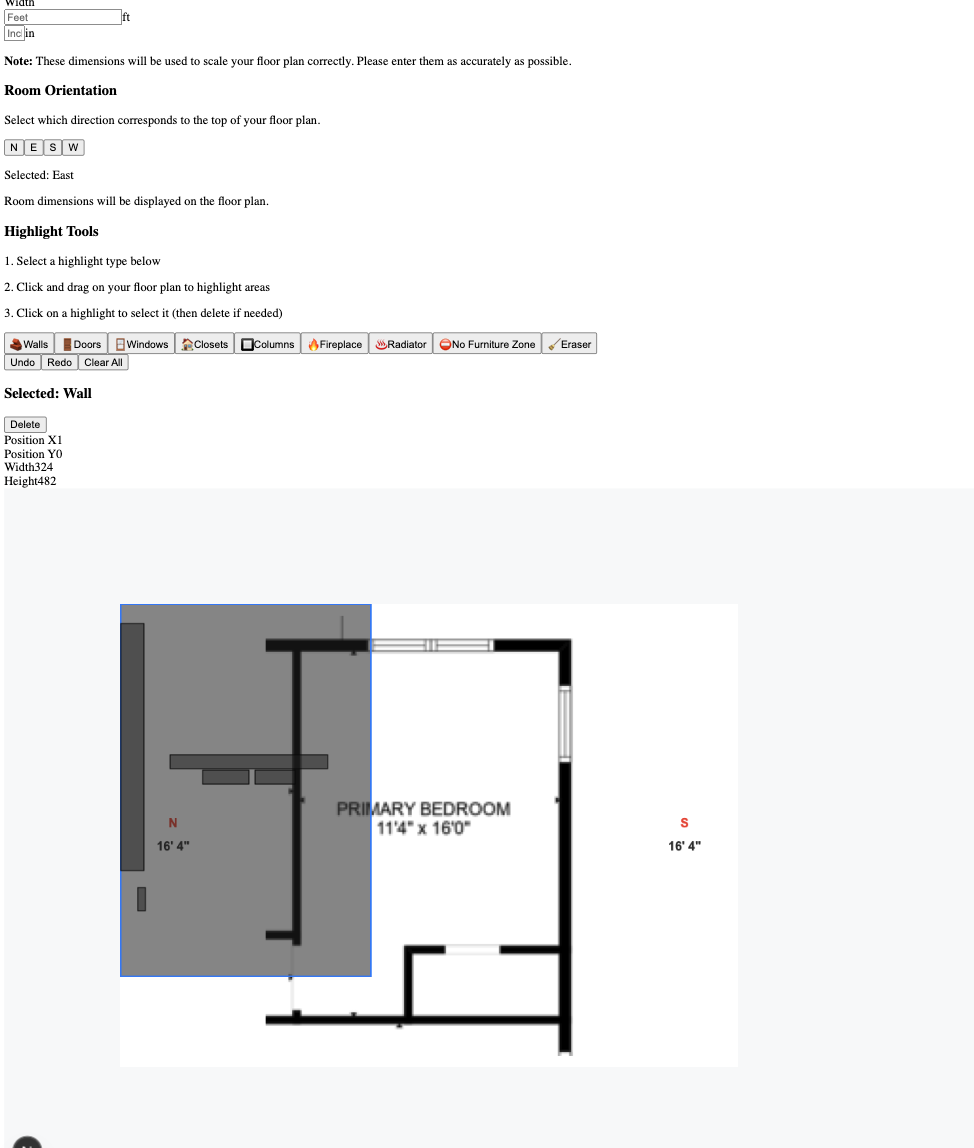 Width
Feet ft
Inc in
Note: These dimensions will be used to scale your floor plan correctly. Please enter them as accurately as possible.
Room Orientation
Select which direction corresponds to the top of your floor plan.
N E S W
Selected: East
Room dimensions will be displayed on the floor plan.
Highlight Tools
1. Select a highlight type below
2. Click and drag on your floor plan to highlight areas
3. Click on a highlight to select it (then delete if needed)
Walls Doors Windows Closets Columns Fireplace Radiator No Furniture Zone Eraser
Undo Redo Clear All
Selected: Wall
Delete
Position X1
Position Y0
Width324
Height482
PRIMARY BEDROOM
11'4" x 16'0"
N
16' 4"
S
16' 4"